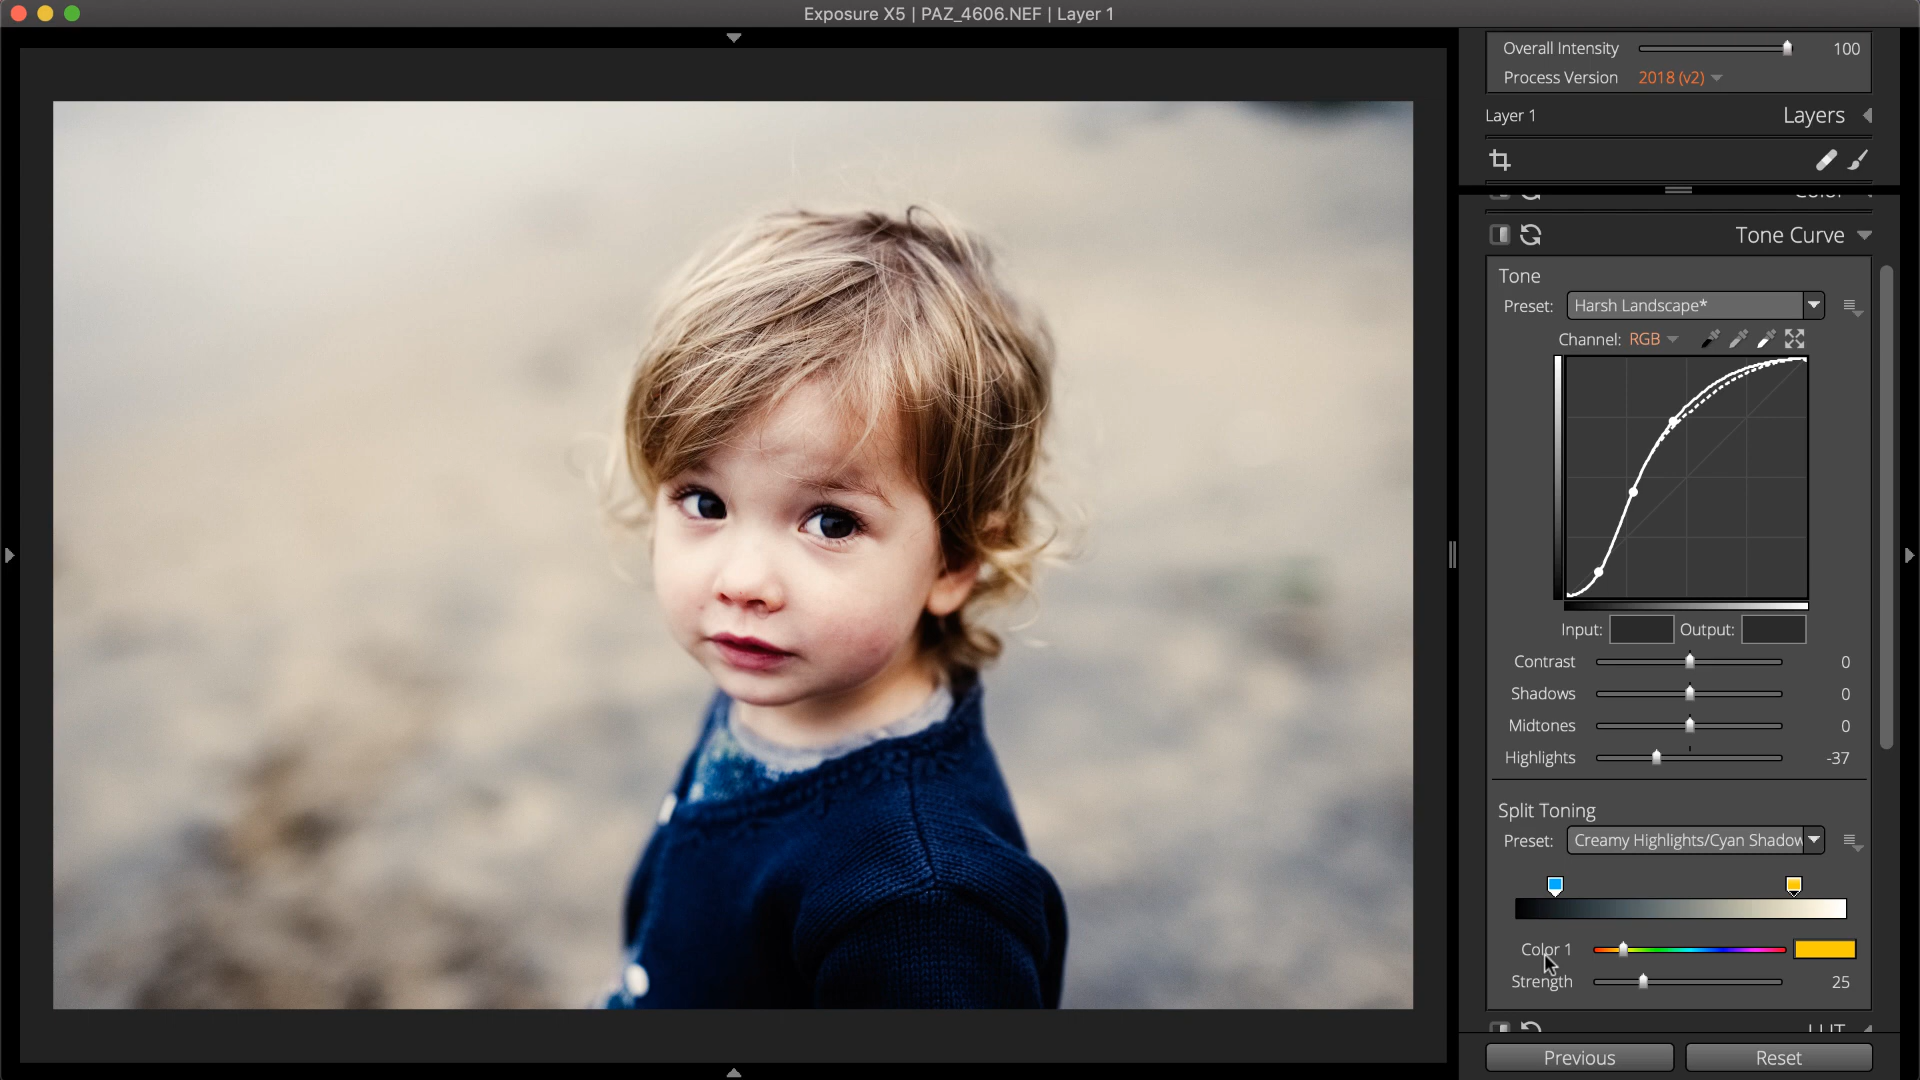 Exposure X5 | PAZ_4606.NEF | Layer 1
Overall Intensity 100
Process Version 2018 (v2)
Layer 1 Layers
Color
Tone Curve
Tone
Preset: Harsh Landscape*
Channel: RGB
Input: Output:
Contrast 0
Shadows 0
Midtones 0
Highlights -37
Split Toning
Preset: Creamy Highlights/Cyan Shadow
Color 1
Strength 25
LUT
Previous Reset